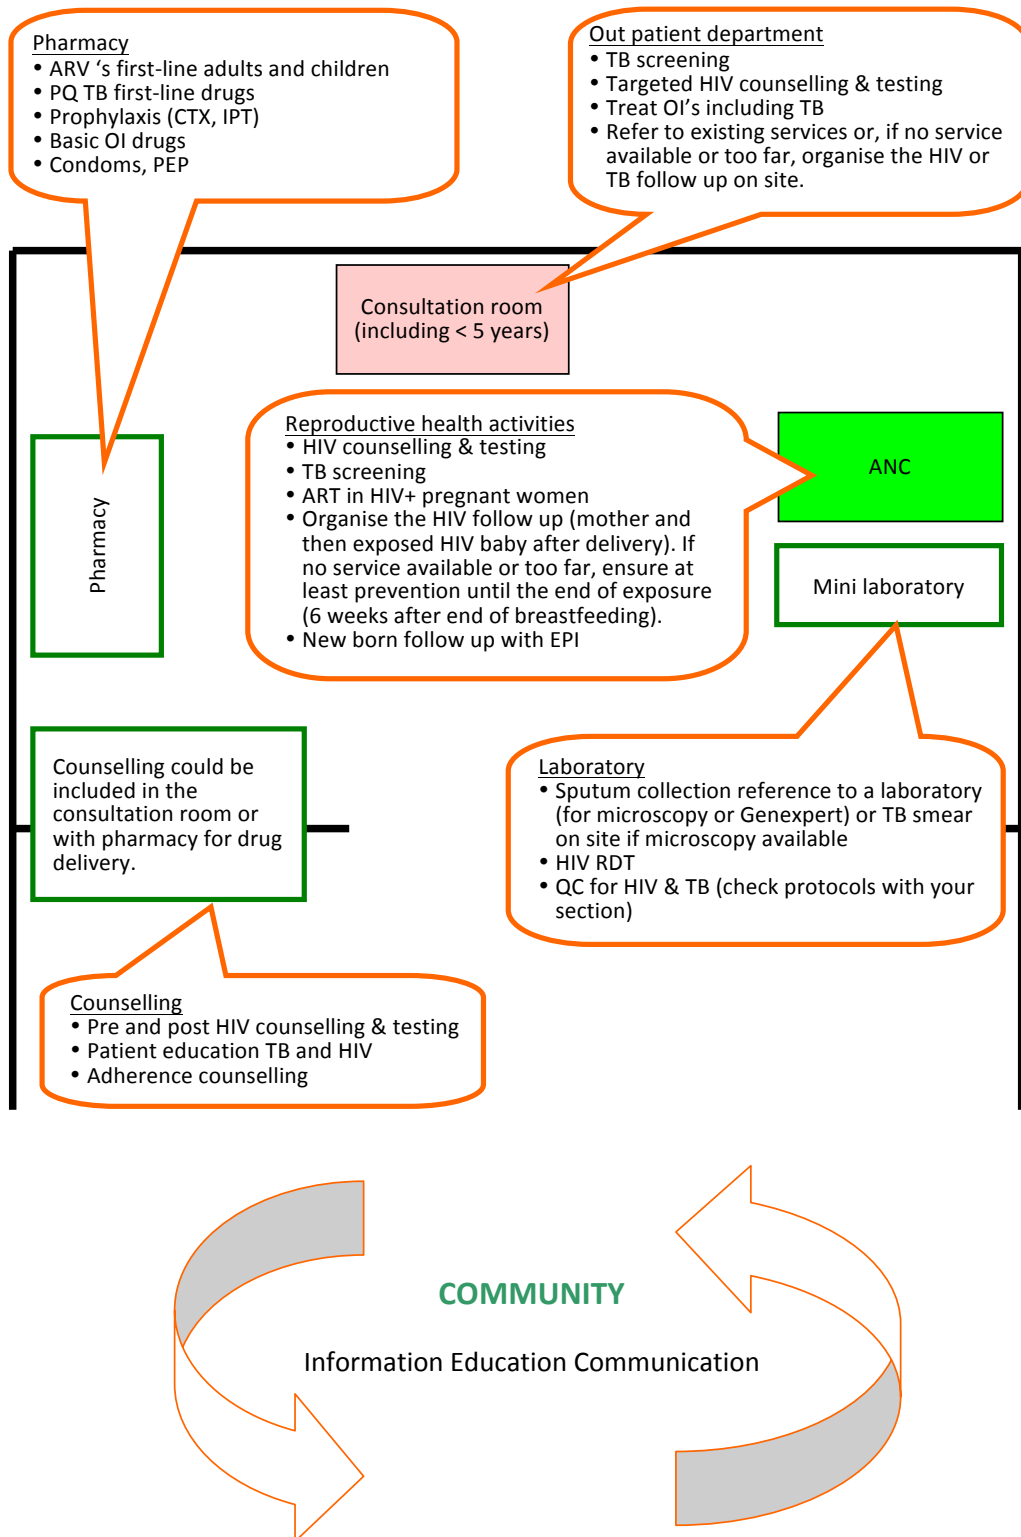 Pharmacy
• ARV ‘s first-line adults and children
• PQ TB first-line drugs
• Prophylaxis (CTX, IPT)
• Basic OI drugs
• Condoms, PEP
Out patient department
• TB screening
• Targeted HIV counselling & testing
• Treat OI’s including TB
• Refer to existing services or, if no service
available or too far, organise the HIV or
TB follow up on site.
Consultation room
(including < 5 years)
Reproductive health activities
• HIV counselling & testing
• TB screening
• ART in HIV+ pregnant women
• Organise the HIV follow up (mother and
then exposed HIV baby after delivery). If
no service available or too far, ensure at
least prevention until the end of exposure
(6 weeks after end of breastfeeding).
• New born follow up with EPI
ANC
Pharmacy
Mini laboratory
Counselling could be
included in the
consultation room or
with pharmacy for drug
delivery.
Laboratory
• Sputum collection reference to a laboratory
(for microscopy or Genexpert) or TB smear
on site if microscopy available
• HIV RDT
• QC for HIV & TB (check protocols with your
section)
Counselling
• Pre and post HIV counselling & testing
• Patient education TB and HIV
• Adherence counselling
COMMUNITY
Information Education Communication